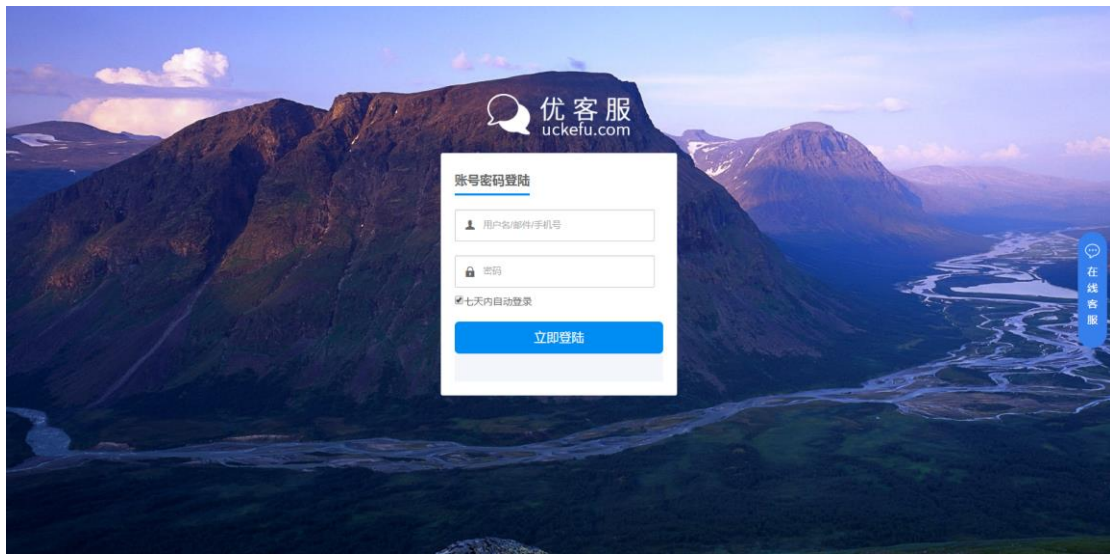 优客服
uckefu.com
账号密码登陆
用户名/邮件/手机号
密码
七天内自动登录
立即登陆
在线客服